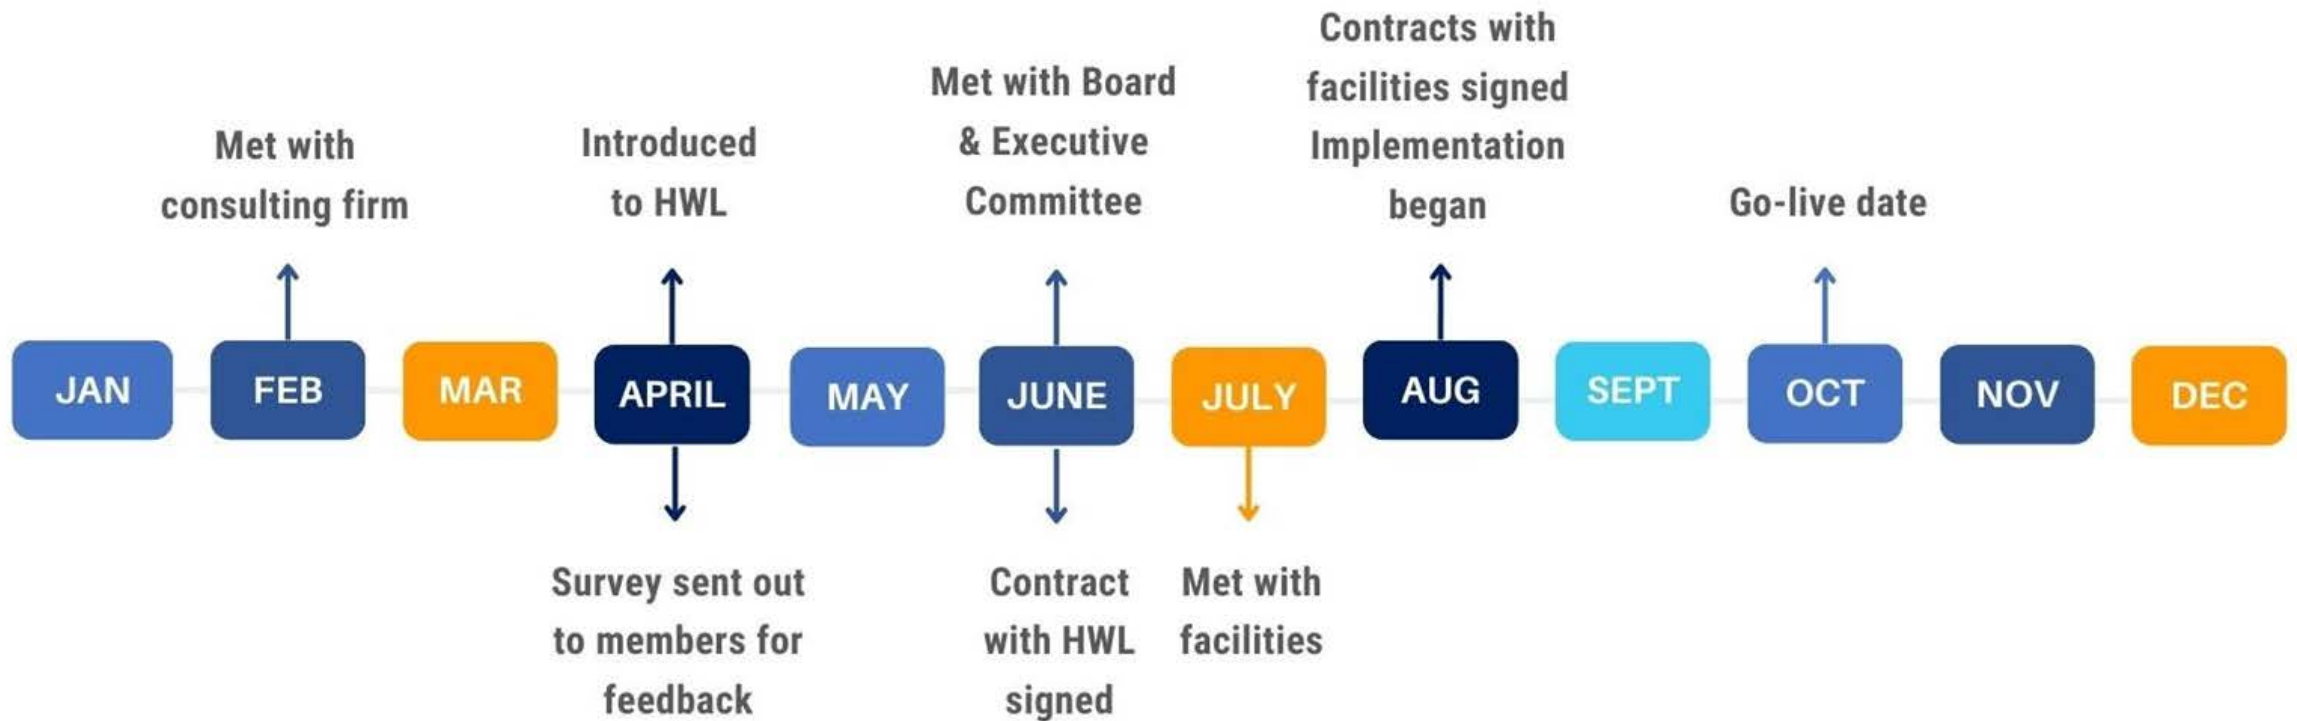 Met with
consulting firm
Introduced
to HWL
Met with Board
& Executive
Committee
Contracts with
facilities signed
Implementation
began
Go-live date
JAN
FEB
MAR
APRIL
MAY
JUNE
JULY
AUG
SEPT
OCT
NOV
DEC
Survey sent out
to members for
feedback
Contract
with HWL
signed
Met with
facilities